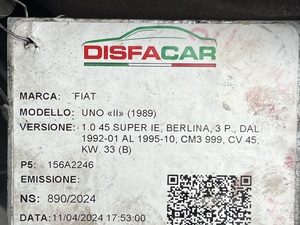 DISFACAR
MARCA: FIAT
MODELLO: UNO «II» (1989)
VERSIONE: 1.0 45 SUPER IE, BERLINA, 3 P., DAL
1992-01 AL 1995-10, CM3 999, CV 45,
KW. 33 (B)
P5: 156A2246
EMISSIONE:
NS: 890/2024
DATA: 11/04/2024 17:53:00